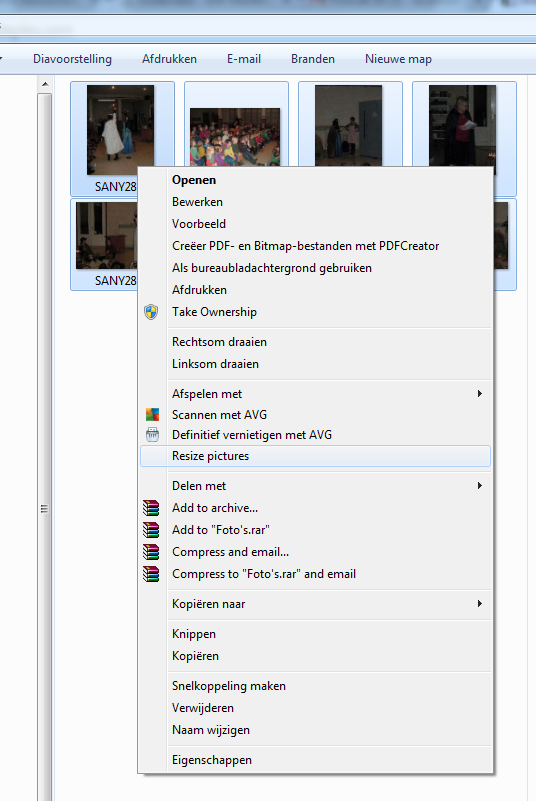 Diavoorstelling Afdrukken E-mail Branden Nieuwe map
SANY28
SANY28
Openen
Bewerken
Voorbeeld
Creëer PDF- en Bitmap-bestanden met PDFCreator
Als bureaubladachtergrond gebruiken
Afdrukken
Take Ownership
Rechtsom draaien
Linksom draaien
Afspelen met
Scannen met AVG
Definitief vernietigen met AVG
Resize pictures
Delen met
Add to archive...
Add to "Foto's.rar"
Compress and email...
Compress to "Foto's.rar" and email
Kopiëren naar
Knippen
Kopiëren
Snelkoppeling maken
Verwijderen
Naam wijzigen
Eigenschappen